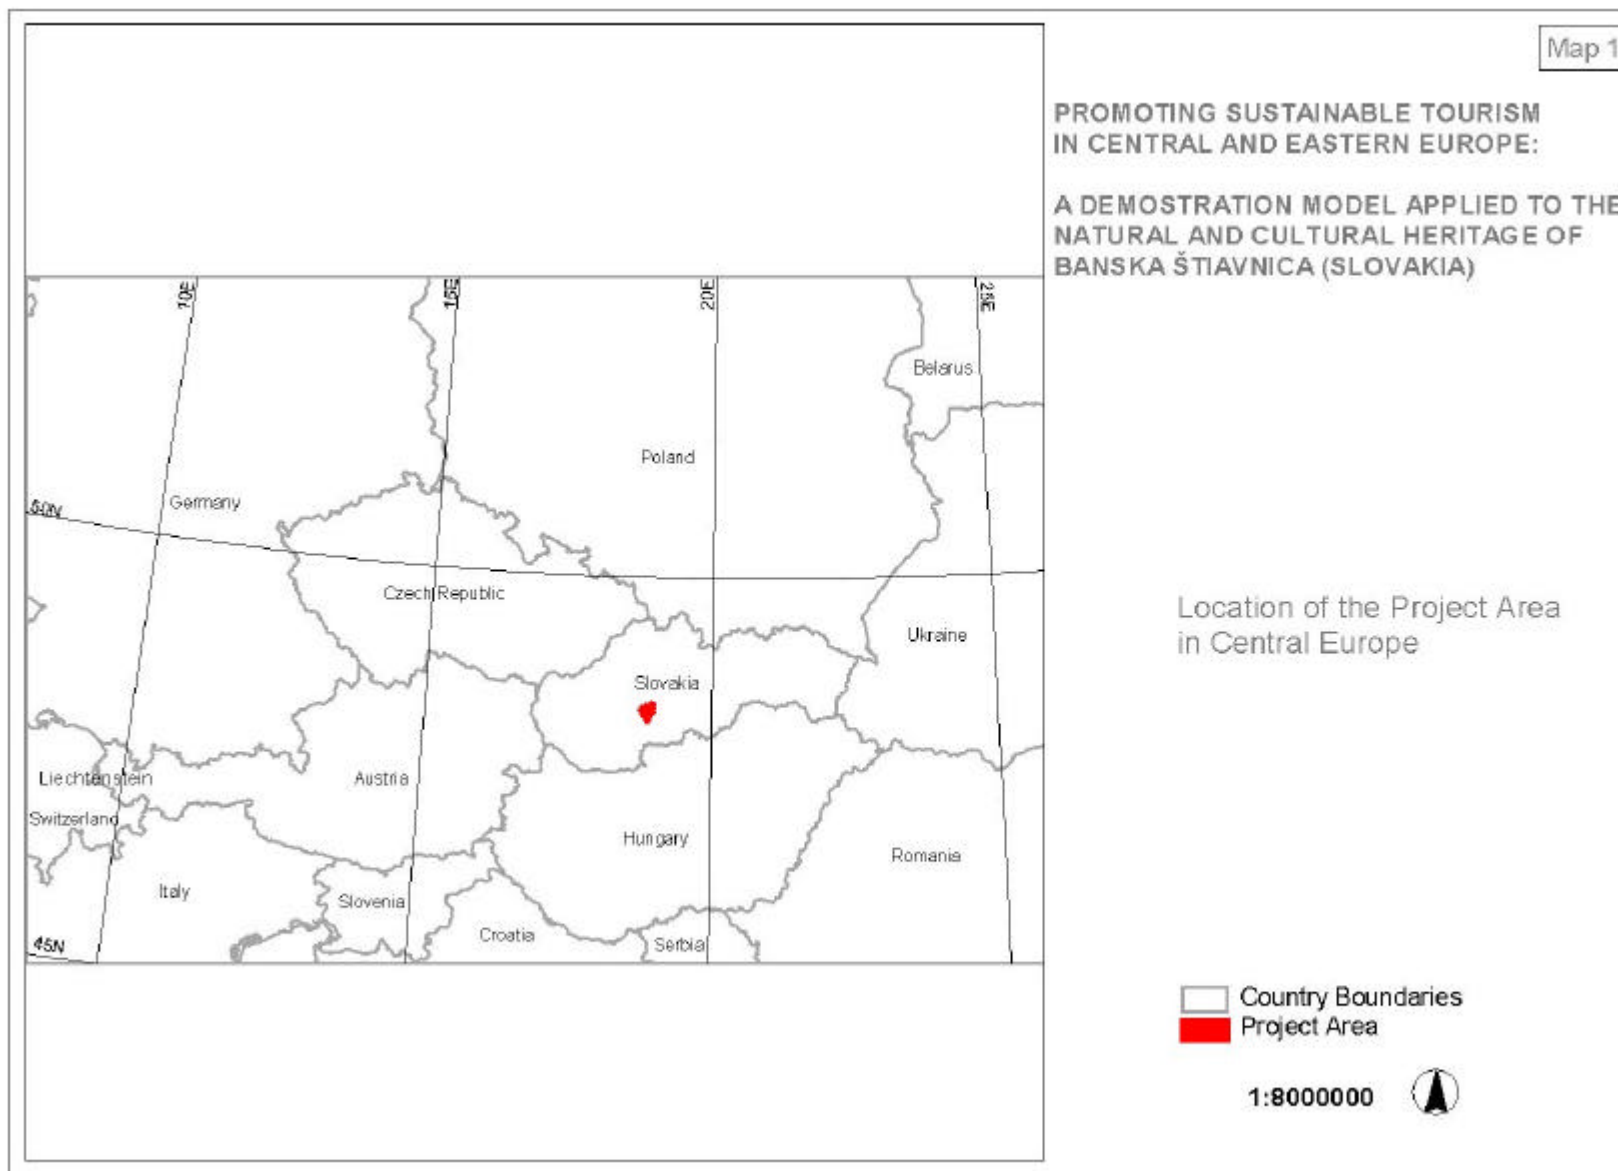 Map 1
PROMOTING SUSTAINABLE TOURISM
IN CENTRAL AND EASTERN EUROPE:
A DEMOSTRATION MODEL APPLIED TO THE
NATURAL AND CULTURAL HERITAGE OF
BANSKA ŠTIAVNICA (SLOVAKIA)
10E
15E
20E
25E
Belarus
Poland
Germany
50N
Czech Republic
Ukraine
Slovakia
Liechtenstein
Austria
Switzerland
Hungary
Romania
Italy
Slovenia
Croatia
Serbia
45N
Location of the Project Area
in Central Europe
Country Boundaries
Project Area
1:8000000